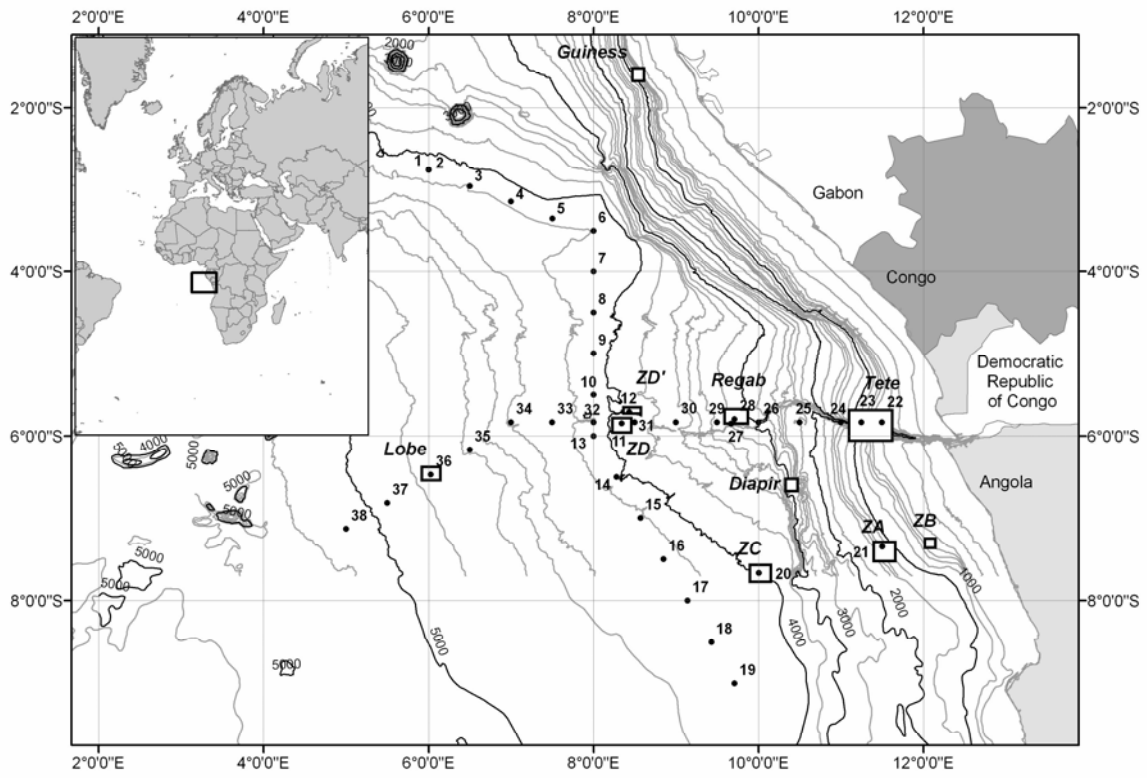 2°0'0"E 4°0'0"E 6°0'0"E 8°0'0"E 10°0'0"E 12°0'0"E
2000
Guiness
2°0'0"S 2°0'0"S
1 2
3
4
Gabon
5
6
4°0'0"S 4°0'0"S
7
Congo
8
9
Democratic
Republic
of Congo
ZD' Regab Tete
10
12
34 33 32 30 29 28 26 25 24 23 22
31
27
6°0'0"S 6°0'0"S
35 13 11 ZD
4000
5000
Lobe
36
Diapir
Angola
5000
14
37
15
5000
38
ZA ZB
16 ZC 21
5000
20
1000
5000
17
8°0'0"S 8°0'0"S
2000
18
3000
4000
5000
19
5000
2°0'0"E 4°0'0"E 6°0'0"E 8°0'0"E 10°0'0"E 12°0'0"E